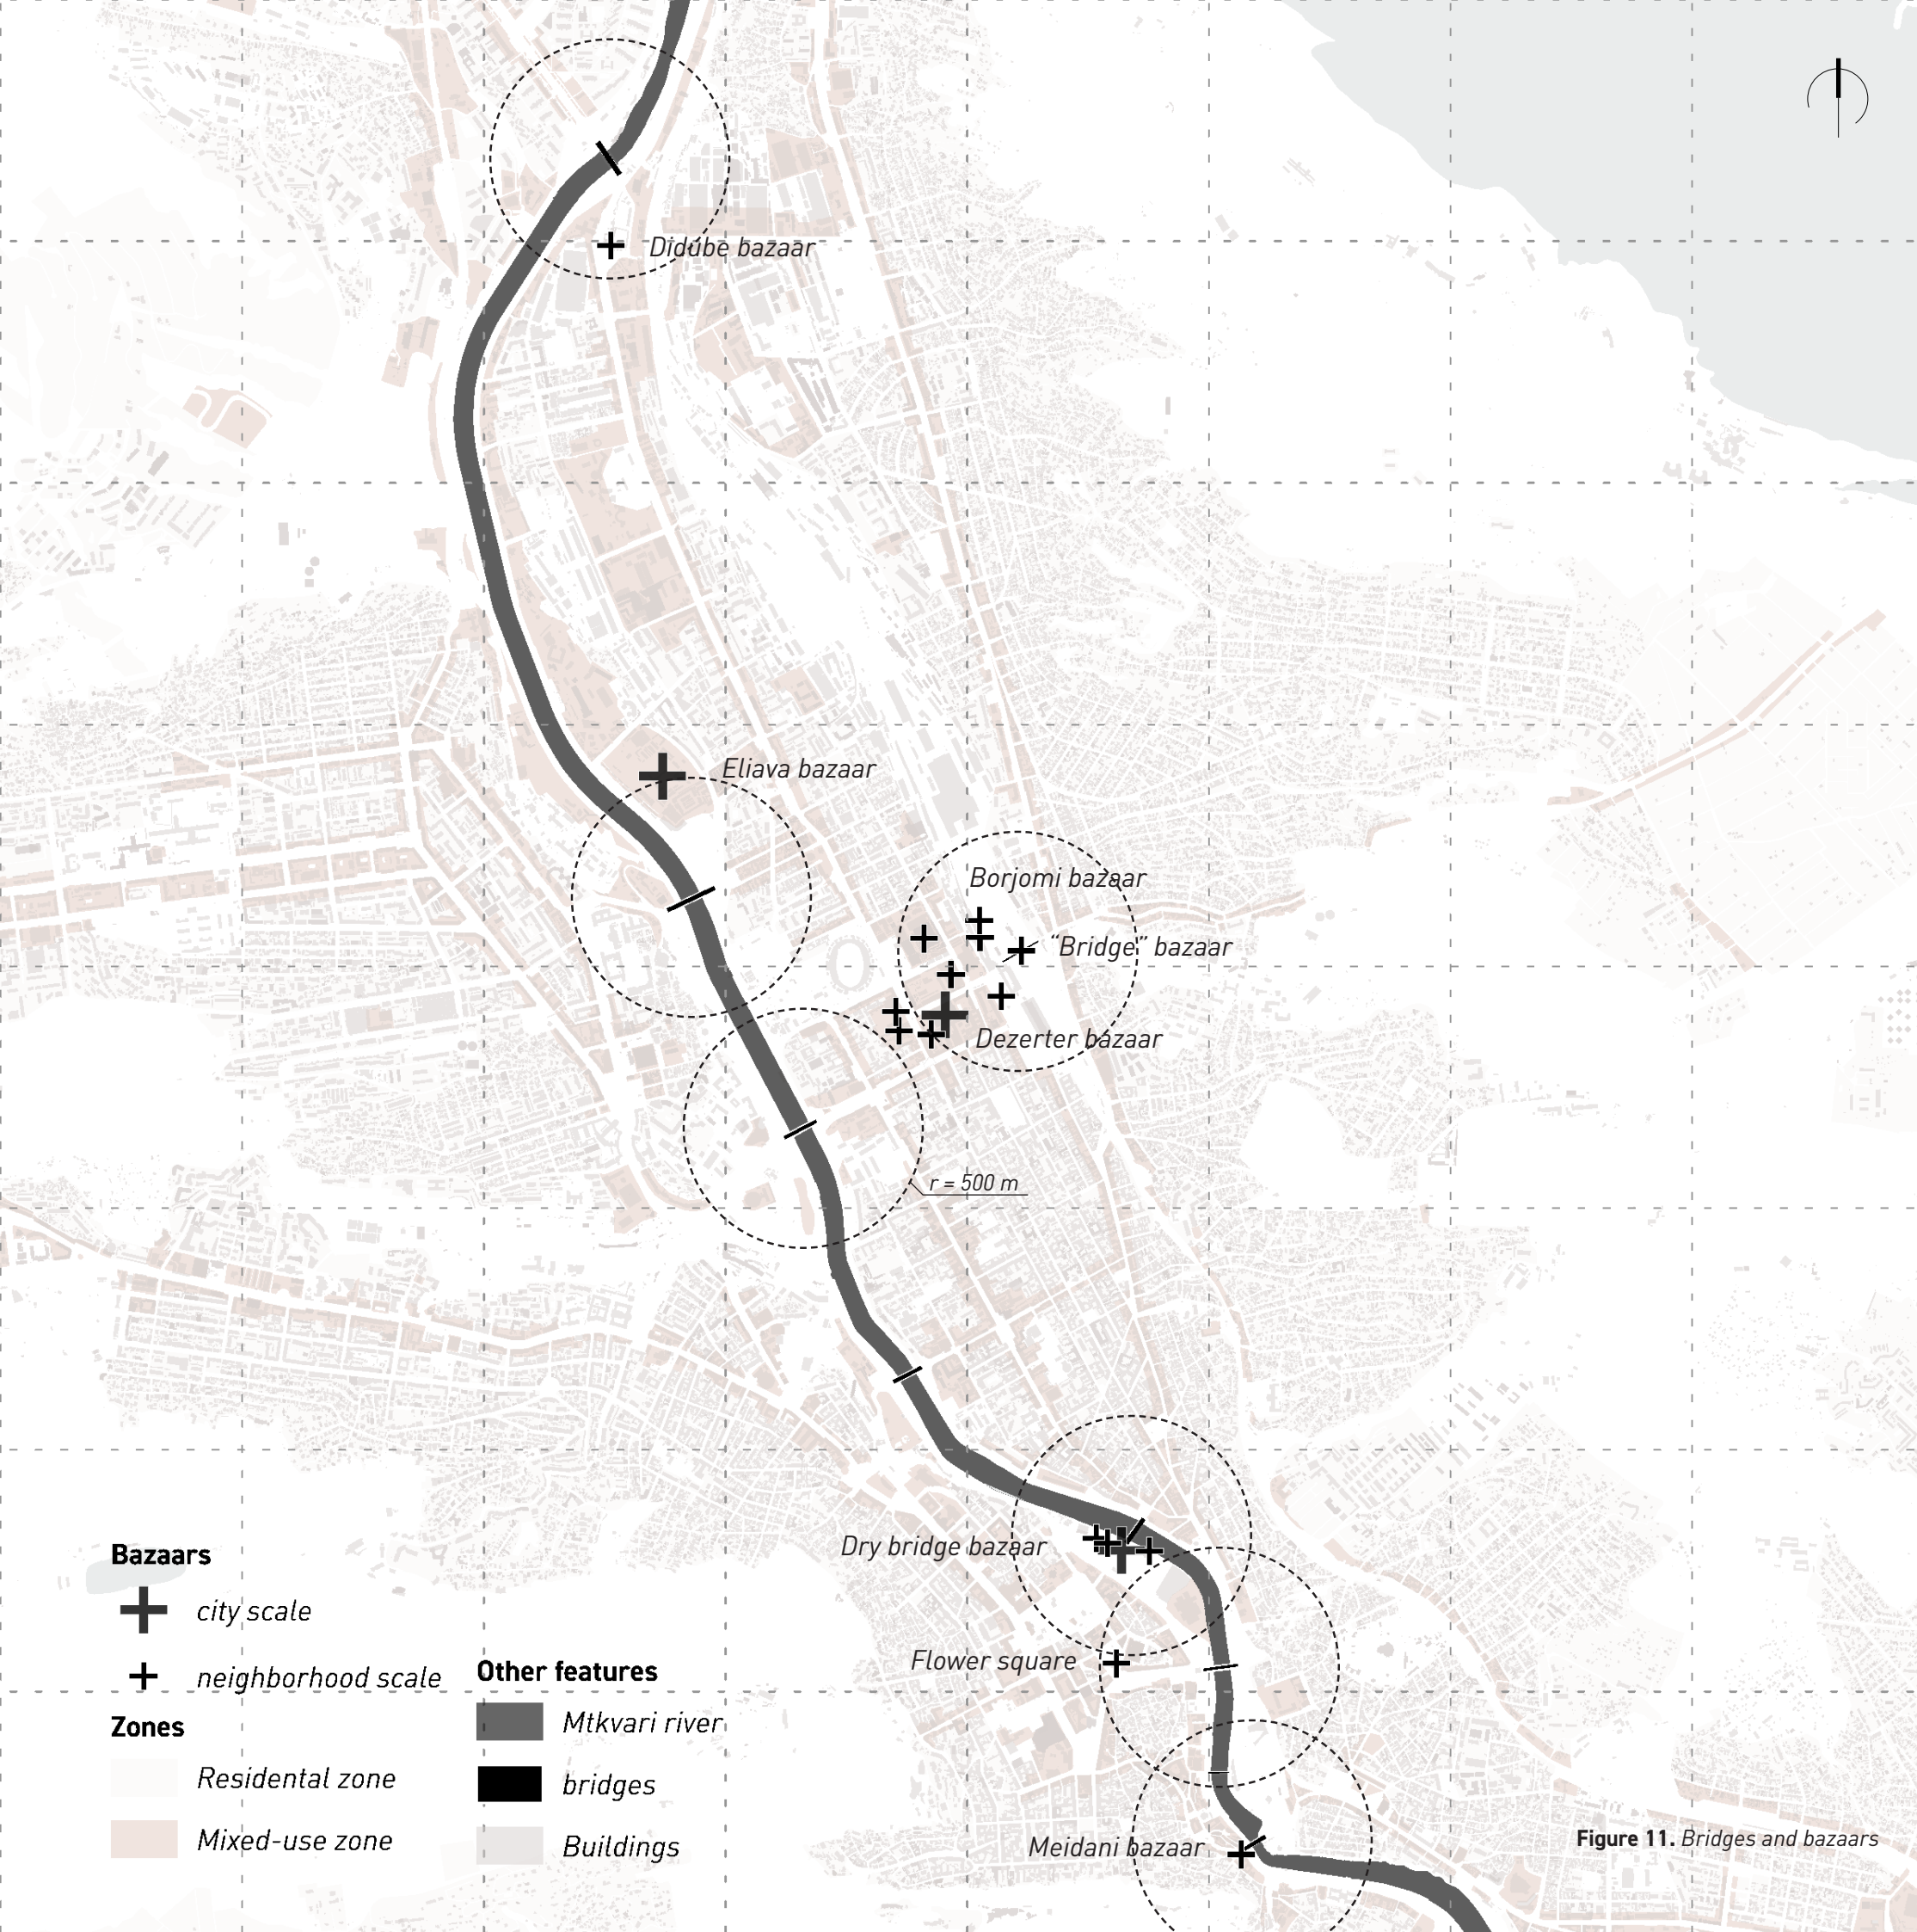 Didube bazaar
Eliava bazaar
Borjomi bazaar
“Bridge” bazaar
Dezerter bazaar
r = 500 m
Dry bridge bazaar
Flower square
Meidani bazaar
Bazaars
city scale
neighborhood scale
Zones
Residental zone
Mixed-use zone
Other features
Mtkvari river
bridges
Buildings
Figure 11. Bridges and bazaars